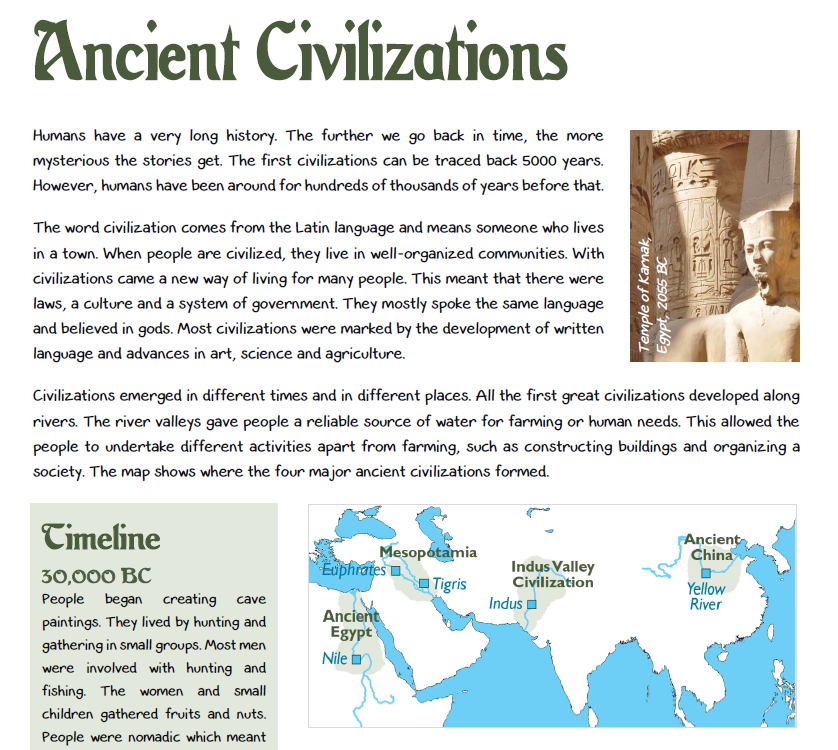 Ancient Civilizations
Humans have a very long history. The further we go back in time, the more
mysterious the stories get. The first civilizations can be traced back 5000 years.
However, humans have been around for hundreds of thousands of years before that.
The word civilization comes from the Latin language and means someone who lives
in a town. When people are civilized, they live in well-organized communities. With
civilizations came a new way of living for many people. This meant that there were
laws, a culture and a system of government. They mostly spoke the same language
and believed in gods. Most civilizations were marked by the development of written
language and advances in art, science and agriculture.
Temple of Karnak,
Egypt, 2055 BC
Civilizations emerged in different times and in different places. All the first great civilizations developed along
rivers. The river valleys gave people a reliable source of water for farming or human needs. This allowed the
people to undertake different activities apart from farming, such as constructing buildings and organizing a
society. The map shows where the four major ancient civilizations formed.
Timeline
30,000 BC
People began creating cave
paintings. They lived by hunting and
gathering in small groups. Most men
were involved with hunting and
fishing. The women and small
children gathered fruits and nuts.
People were nomadic which meant
Mesopotamia
Euphrates
Tigris
Ancient
Egypt
Nile
Indus Valley
Civilization
Indus
Ancient
China
Yellow
River